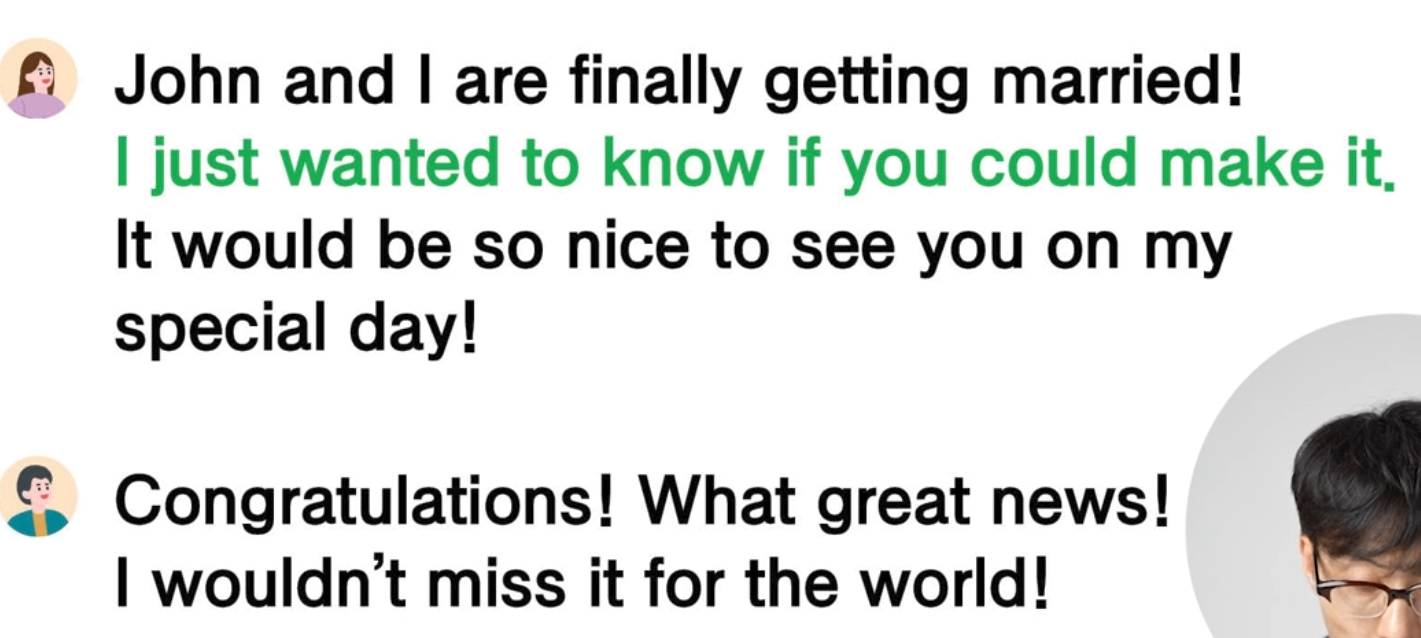 John and I are finally getting married!
I just wanted to know if you could make it.
It would be so nice to see you on my
special day!
Congratulations! What great news!
I wouldn't miss it for the world!